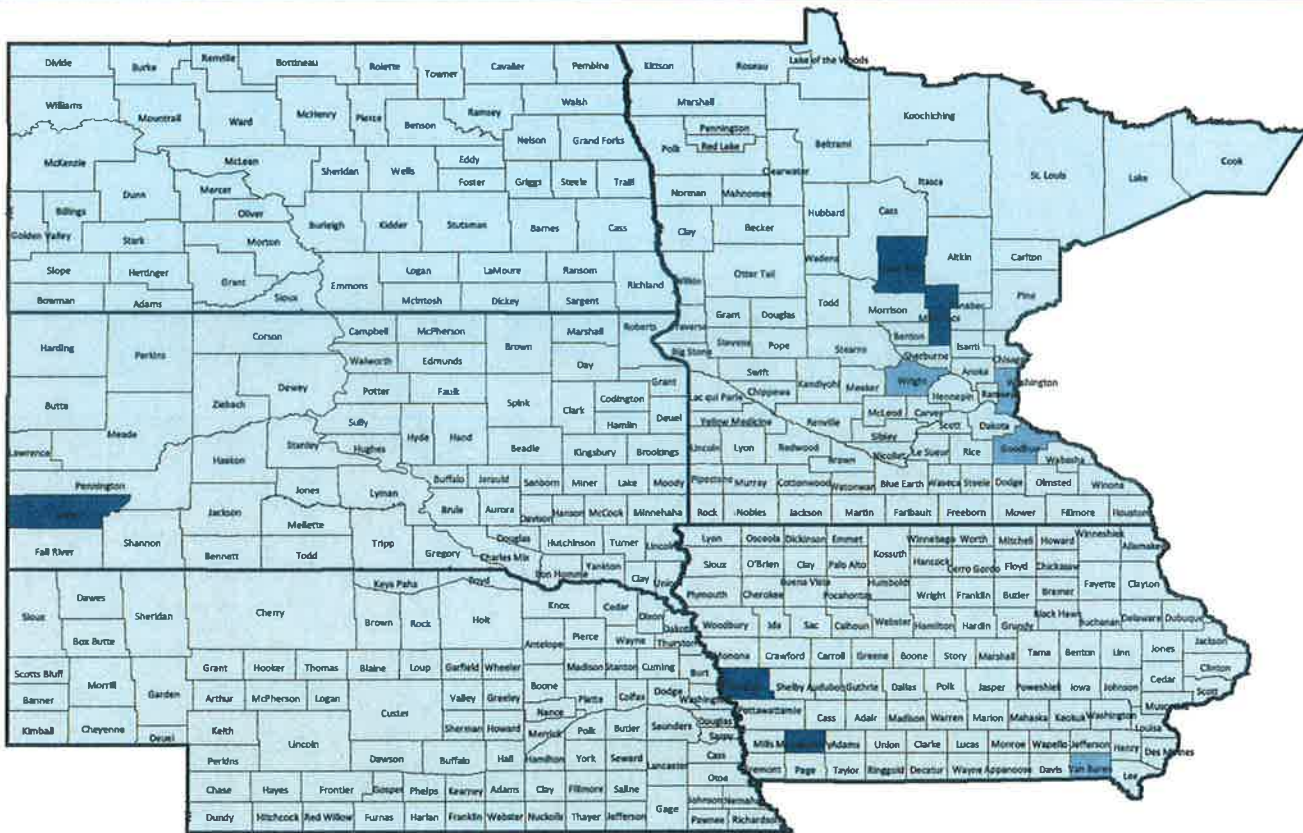 Divide Burke Renville Bottineau Rolette Towner Cavalier Pembina Kittson Roseau Lake of the Woods
Williams Mountrail Ward McHenry Pierce Benson Ramsey Walsh Marshall Koochiching
Nelson Grand Forks Pennington Polk Red Lake Beltrami
McKenzie McLean Sheridan Wells Eddy Foster Griggs Steele Traill Clearwater Itasca St. Louis Lake Cook
Dunn Mercer Oliver Norman Mahnomen Hubbard Cass
Billings Golden Valley Stark Morton Burleigh Kidder Stutsman Barnes Cass Clay Becker
Slope Hettinger Grant Sioux Emmons Logan LaMoure Ransom Richland Wilkin Otter Tail Wadena Aitkin Carlton
Bowman Adams McIntosh Dickey Sargent Todd Morrison Pine
Harding Perkins Corson Campbell McPherson Brown Marshall Roberts Traverse Grant Douglas Benton
Walworth Edmunds Day Big Stone Stevens Pope Stearns Sherburne Isanti Chisago
Butte Ziebach Dewey Potter Faulk Spink Clark Codington Grant Swift Kandiyohi Meeker Wright Anoka Washington
Meade Sully Hamlin Deuel Lac qui Parle Chippewa Hennepin Ramsey
Lawrence Haakon Stanley Hughes Hyde Hand Beadle Kingsbury Brookings Yellow Medicine Renville McLeod Carver Scott Dakota
Lincoln Lyon Redwood Brown Sibley Nicollet Le Sueur Rice Goodhue Wabasha
Pennington Jones Lyman Buffalo Jerauld Sanborn Miner Lake Moody Pipestone Murray Cottonwood Watonwan Blue Earth Waseca Steele Dodge Olmsted Winona
Jackson Brule Aurora Davison Hanson McCook Minnehaha Rock Nobles Jackson Martin Faribault Freeborn Mower Fillmore Houston
Fall River Shannon Bennett Mellette Todd Tripp Gregory Douglas Charles Mix Hutchinson Turner Lincoln Bon Homme Yankton Clay Union
Lyon Osceola Dickinson Emmet Kossuth Winnebago Worth Mitchell Howard Winneshiek Allamakee
Sioux O'Brien Clay Palo Alto Hancock Cerro Gordo Floyd Chickasaw
Sioux Dawes Sheridan Cherry Keya Paha Boyd Knox Cedar Dixon Plymouth Cherokee Buena Vista Pocahontas Humboldt Wright Franklin Butler Bremer Fayette Clayton
Box Butte Brown Rock Holt Antelope Pierce Wayne Dakota Thurston Woodbury Ida Sac Calhoun Webster Hamilton Hardin Grundy Black Hawk Buchanan Delaware Dubuque
Scotts Bluff Morrill Garden Grant Hooker Thomas Blaine Loup Garfield Wheeler Madison Stanton Cuming Burt Monona Crawford Carroll Greene Boone Story Marshall Tama Benton Linn Jones Jackson
Banner Arthur McPherson Logan Custer Valley Greeley Boone Nance Platte Colfax Dodge Washington Shelby Audubon Guthrie Dallas Polk Jasper Poweshiek Iowa Johnson Cedar Clinton Scott
Kimball Cheyenne Deuel Keith Lincoln Sherman Howard Merrick Polk Butler Saunders Douglas Sarpy Pottawattamie Cass Adair Madison Warren Marion Mahaska Keokuk Washington Louisa
Perkins Dawson Buffalo Hall Hamilton York Seward Lancaster Cass Otoe Mills Adams Union Clarke Lucas Monroe Wapello Jefferson Henry Des Moines
Chase Hayes Frontier Gosper Phelps Kearney Adams Clay Fillmore Saline Page Taylor Ringgold Decatur Wayne Appanoose Davis Van Buren Lee
Dundy Hitchcock Red Willow Furnas Harlan Franklin Webster Nuckolls Thayer Jefferson Gage Johnson Nemaha Pawnee Richardson